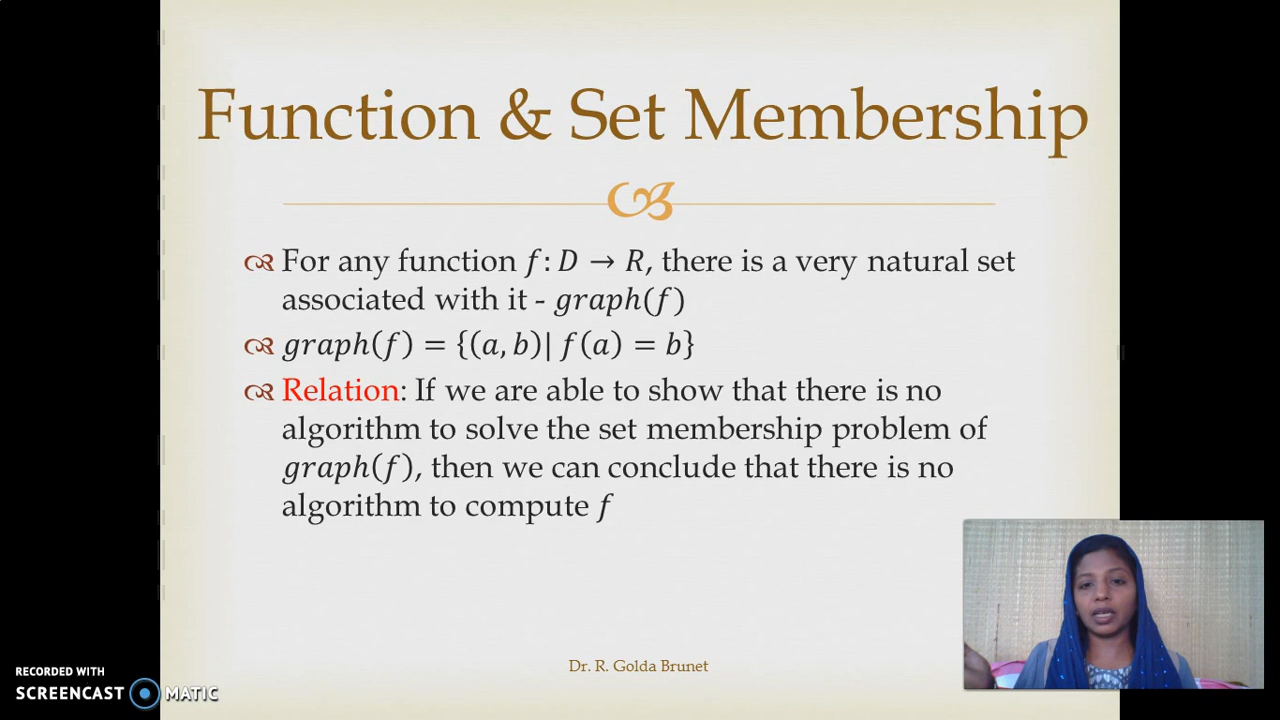 Function & Set Membership
For any function f: D → R, there is a very natural set
associated with it - graph(f)
graph(f) = {(a, b)| f(a) = b}
Relation: If we are able to show that there is no
algorithm to solve the set membership problem of
graph(f), then we can conclude that there is no
algorithm to compute f
Dr. R. Golda Brunet
RECORDED WITH
SCREENCAST MATIC